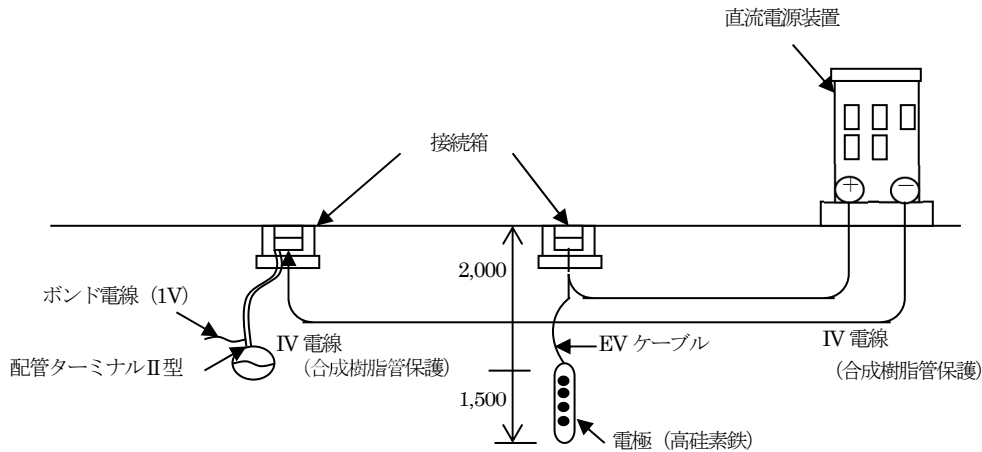 直流電源装置
接続箱
+
−
2,000
ボンド電線（1V）
IV 電線
（合成樹脂管保護）
EV ケーブル
IV 電線
（合成樹脂管保護）
配管ターミナルⅡ型
1,500
電極（高硅素鉄）